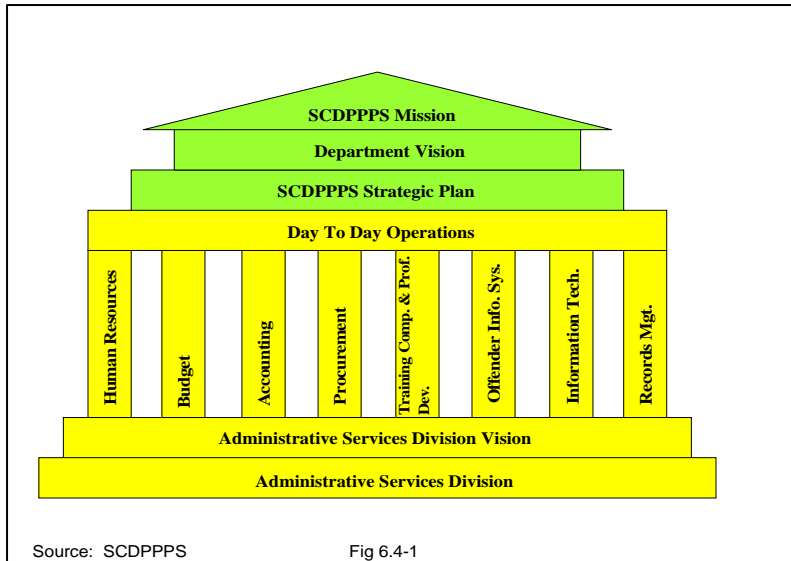 SCDPPPS Mission
Department Vision
SCDPPPS Strategic Plan
Day To Day Operations
Human Resources
Budget
Accounting
Procurement
Training Comp. & Prof.
Dev.
Offender Info. Sys.
Information Tech.
Records Mgt.
Administrative Services Division Vision
Administrative Services Division
Source: SCDPPPS Fig 6.4-1